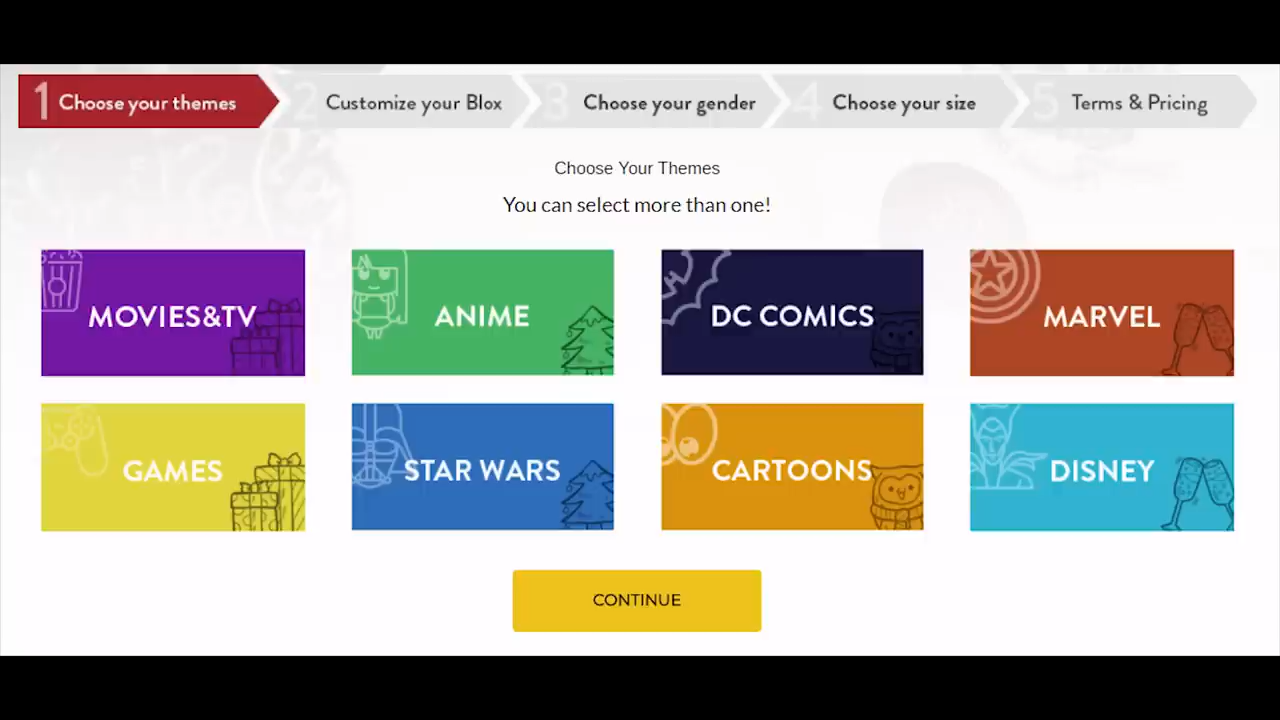 1 Choose your themes
2 Customize your Blox
3 Choose your gender
4 Choose your size
5 Terms & Pricing
Choose Your Themes
You can select more than one!
MOVIES&TV
ANIME
DC COMICS
MARVEL
GAMES
STAR WARS
CARTOONS
DISNEY
CONTINUE